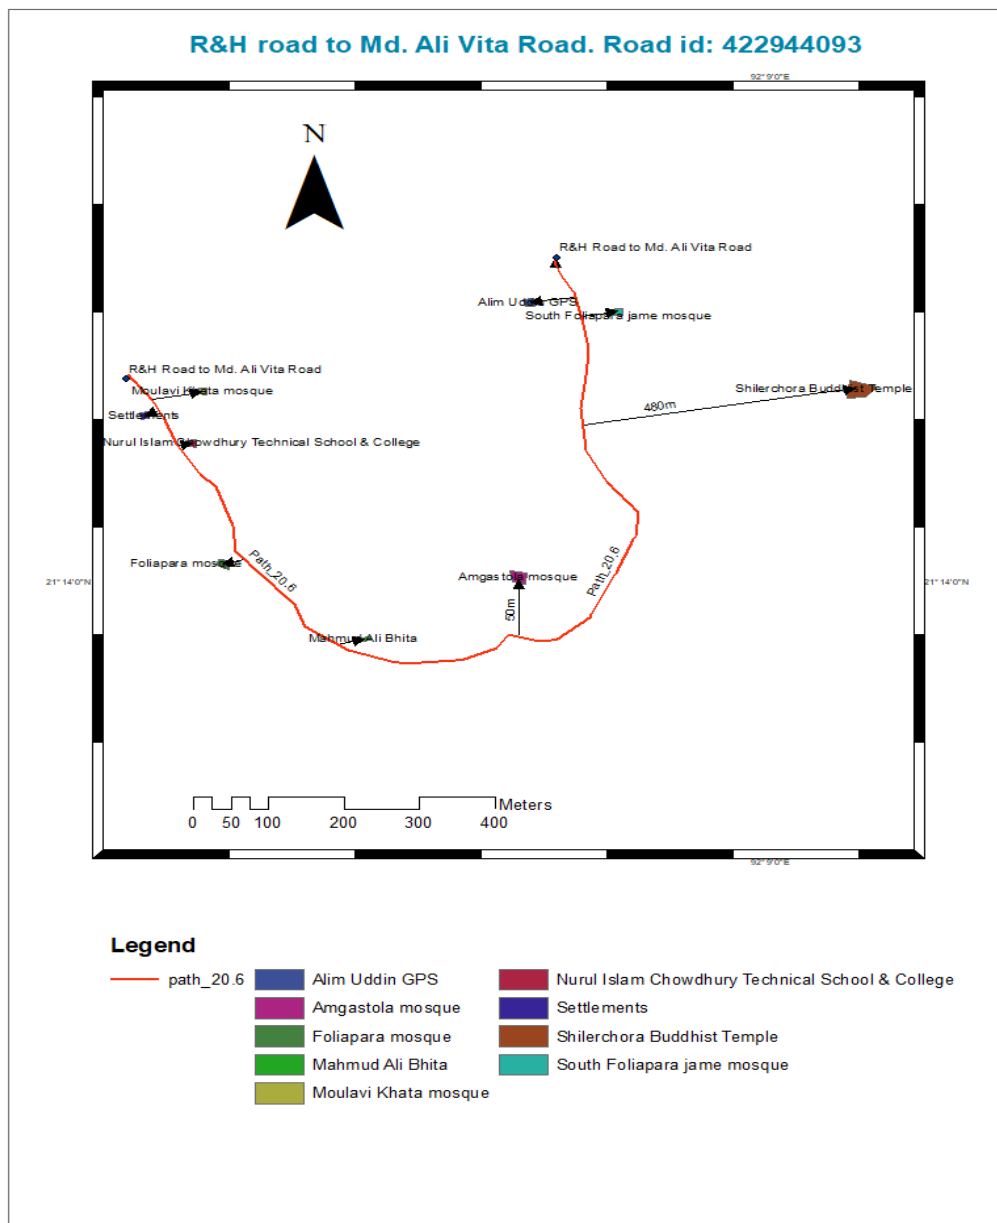 R&H road to Md. Ali Vita Road. Road id: 422944093
92° 9'0"E
N
R&H Road to Md. Ali Vita Road
Alim Uddin GPS
South Foliapara jame mosque
R&H Road to Md. Ali Vita Road
Moulavi Khata mosque
Shilerchora Buddhist Temple
480m
Settlements
Nurul Islam Chowdhury Technical School & College
Foliapara mosque
Path_20.6
Amgastola mosque
Path_20.6
21° 14'0"N
21° 14'0"N
50m
Mahmud Ali Bhita
Meters
0 50 100 200 300 400
92° 9'0"E
Legend
path_20.6
Alim Uddin GPS
Amgastola mosque
Foliapara mosque
Mahmud Ali Bhita
Moulavi Khata mosque
Nurul Islam Chowdhury Technical School & College
Settlements
Shilerchora Buddhist Temple
South Foliapara jame mosque